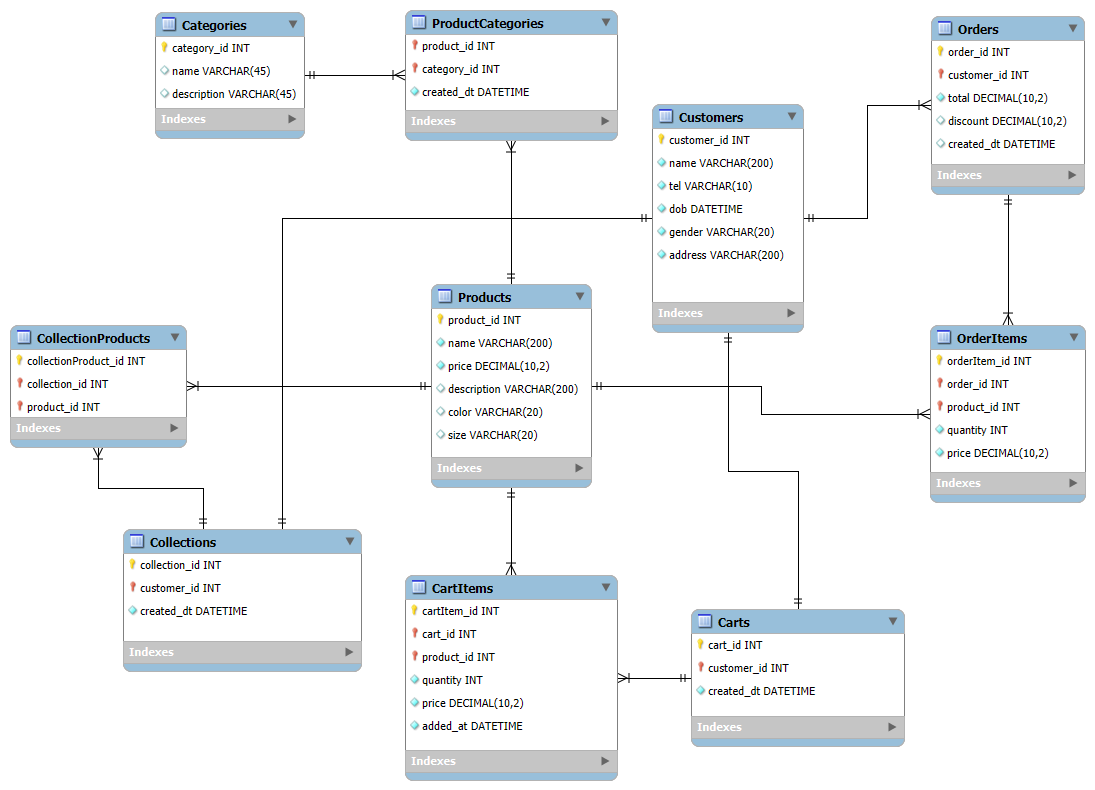 Categories
category_id INT
name VARCHAR(45)
description VARCHAR(45)
Indexes
ProductCategories
product_id INT
category_id INT
created_dt DATETIME
Indexes
Orders
order_id INT
customer_id INT
total DECIMAL(10,2)
discount DECIMAL(10,2)
created_dt DATETIME
Indexes
Customers
customer_id INT
name VARCHAR(200)
tel VARCHAR(10)
dob DATETIME
gender VARCHAR(20)
address VARCHAR(200)
Indexes
Products
product_id INT
name VARCHAR(200)
price DECIMAL(10,2)
description VARCHAR(200)
color VARCHAR(20)
size VARCHAR(20)
Indexes
CollectionProducts
collectionProduct_id INT
collection_id INT
product_id INT
Indexes
OrderItems
orderItem_id INT
order_id INT
product_id INT
quantity INT
price DECIMAL(10,2)
Indexes
Collections
collection_id INT
customer_id INT
created_dt DATETIME
Indexes
CartItems
cartItem_id INT
cart_id INT
product_id INT
quantity INT
price DECIMAL(10,2)
added_at DATETIME
Indexes
Carts
cart_id INT
customer_id INT
created_dt DATETIME
Indexes